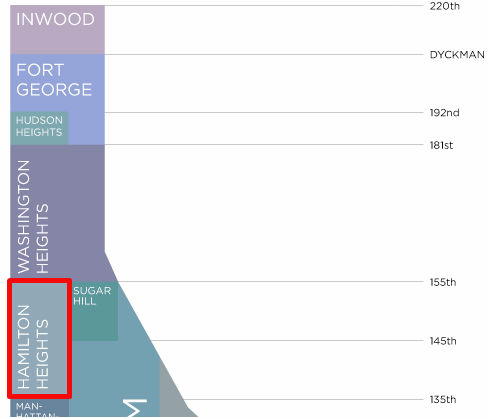 INWOOD
220th
DYCKMAN
FORT
GEORGE
192nd
HUDSON
HEIGHTS
181st
WASHINGTON
HEIGHTS
155th
SUGAR
HILL
HAMILTON
HEIGHTS
145th
135th
MAN-
HATTAN-
M